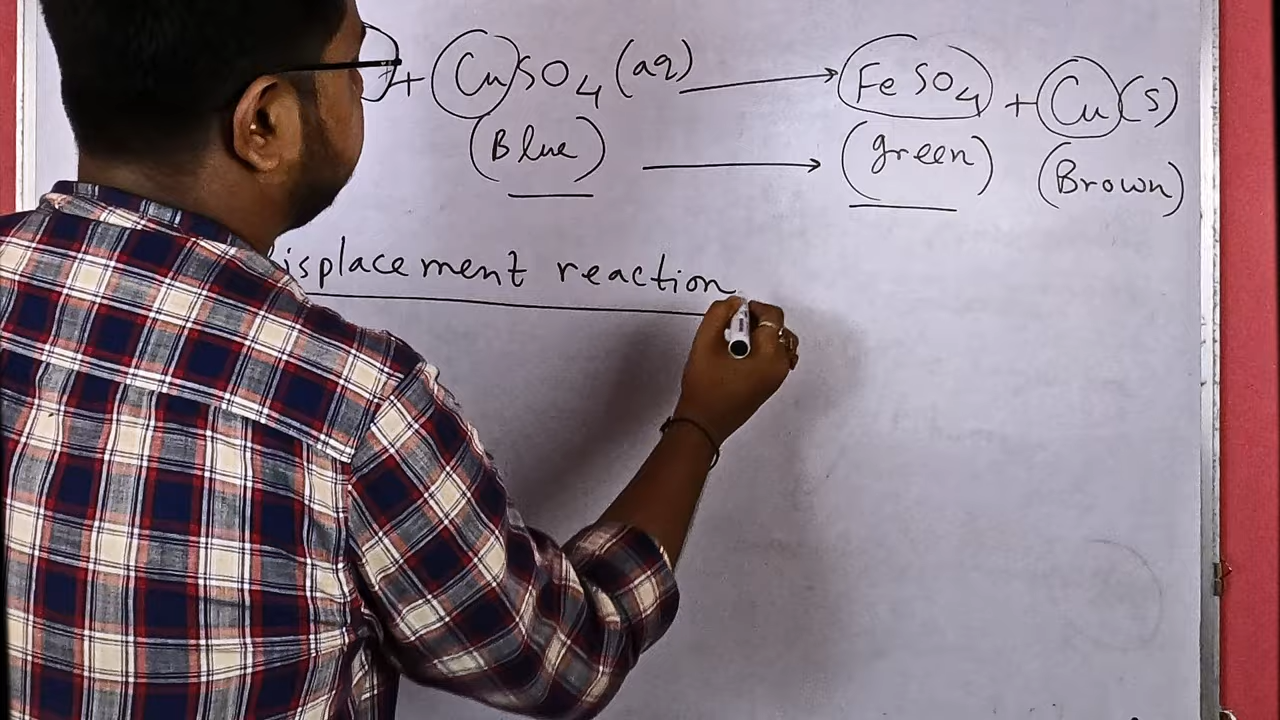 + CuSO4 (aq) → FeSO4 + Cu (s)
(Blue) → (green) (Brown)
isplacement reaction